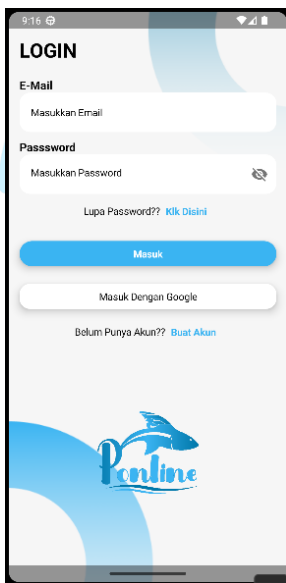 9:16
LOGIN
E-Mail
Masukkan Email
Passsword
Masukkan Password
Lupa Password?? Klk Disini
Masuk
Masuk Dengan Google
Belum Punya Akun?? Buat Akun
Ponline